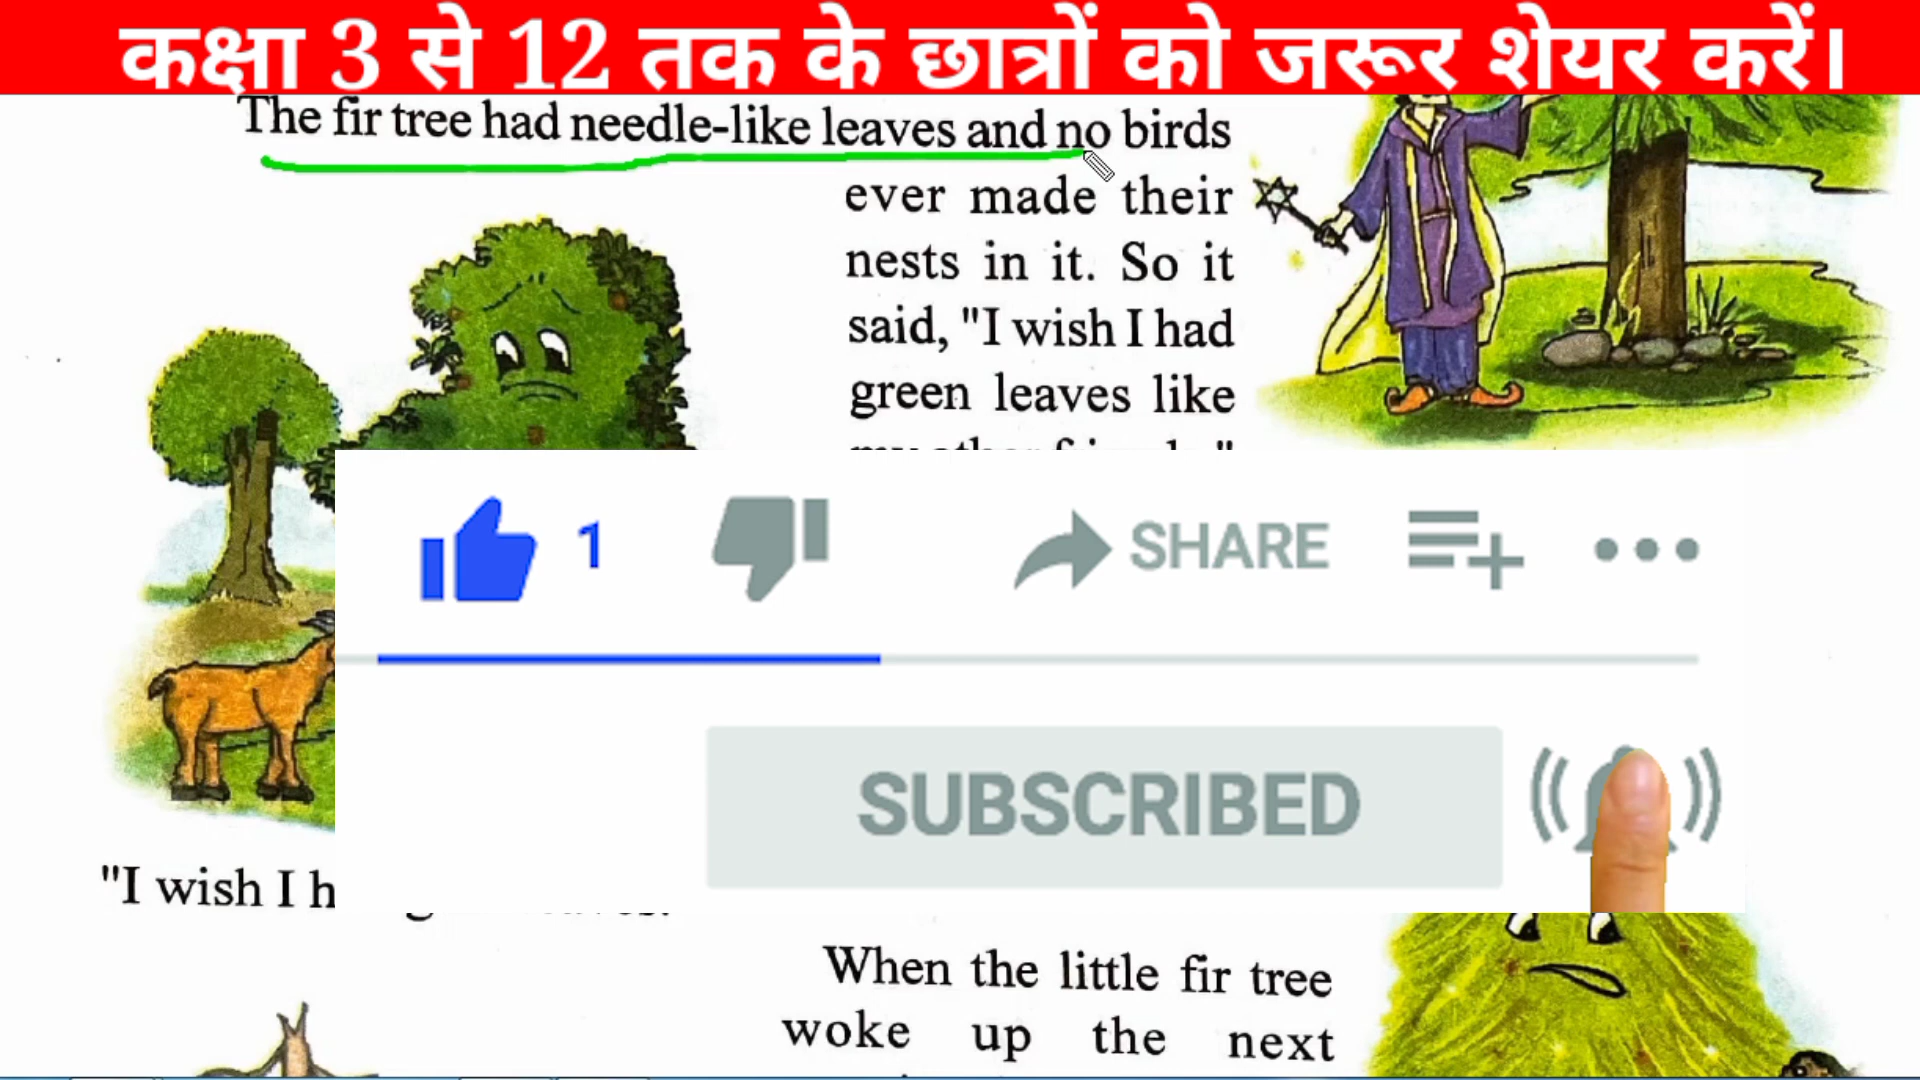 कक्षा 3 से 12 तक के छात्रों को जरूर शेयर करें।
The fir tree had needle-like leaves and no birds
ever made their
nests in it. So it
said, "I wish I had
green leaves like
1
SHARE
SUBSCRIBED
"I wish I h
When the little fir tree
woke up the next